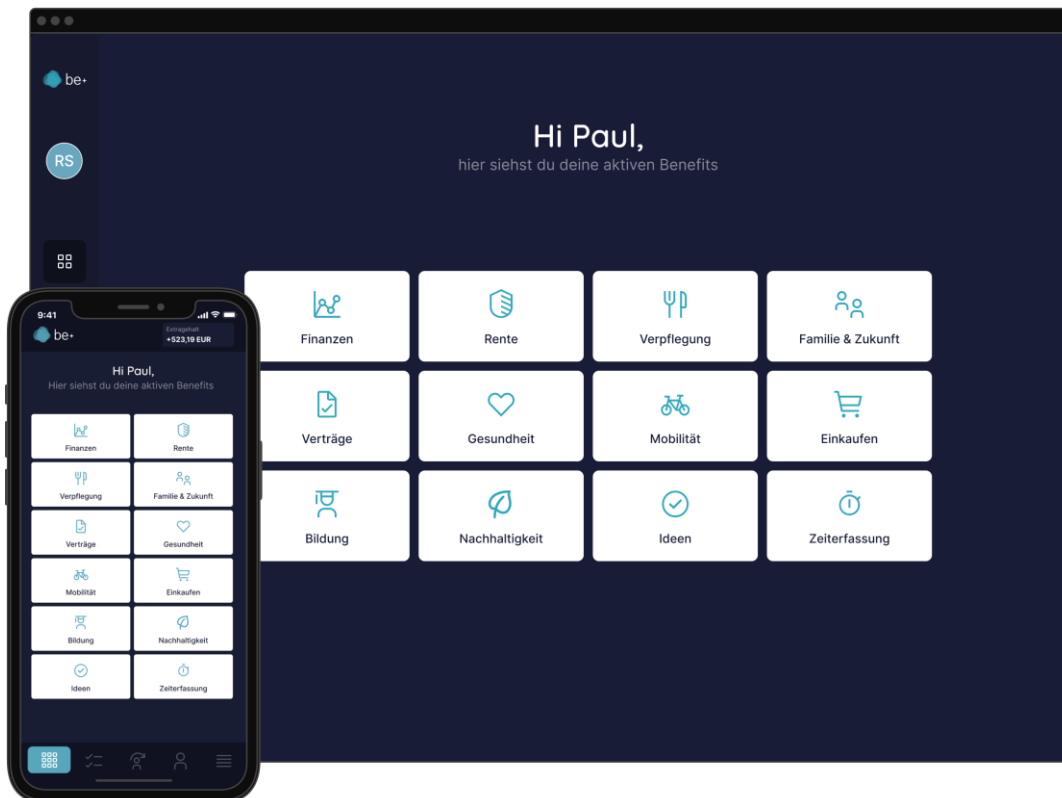 be+
RS
Hi Paul,
hier siehst du deine aktiven Benefits
Finanzen
Rente
Verpflegung
Familie & Zukunft
Verträge
Gesundheit
Mobilität
Einkaufen
Bildung
Nachhaltigkeit
Ideen
Zeiterfassung
9:41
be+
Extragehalt
+523,19 EUR
Hi Paul,
Hier siehst du deine aktiven Benefits
Finanzen
Rente
Verpflegung
Familie & Zukunft
Verträge
Gesundheit
Mobilität
Einkaufen
Bildung
Nachhaltigkeit
Ideen
Zeiterfassung